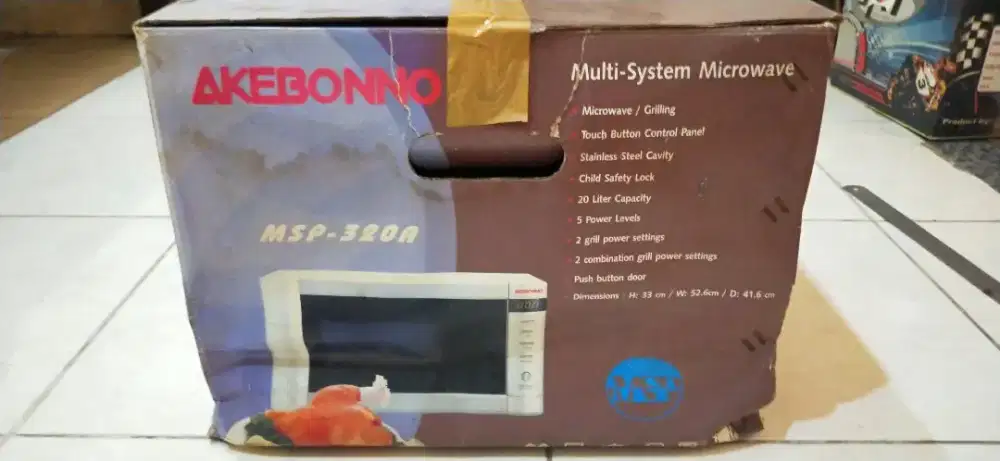 AKEBONNO
MSP-320A
AKEBONNO
Multi-System Microwave
Microwave / Grilling
Touch Button Control Panel
Stainless Steel Cavity
Child Safety Lock
20 Liter Capacity
5 Power Levels
2 grill power settings
2 combination grill power settings
Push button door
Dimensions : H: 33 cm / W: 52.6cm / D: 41.6 cm
MSP